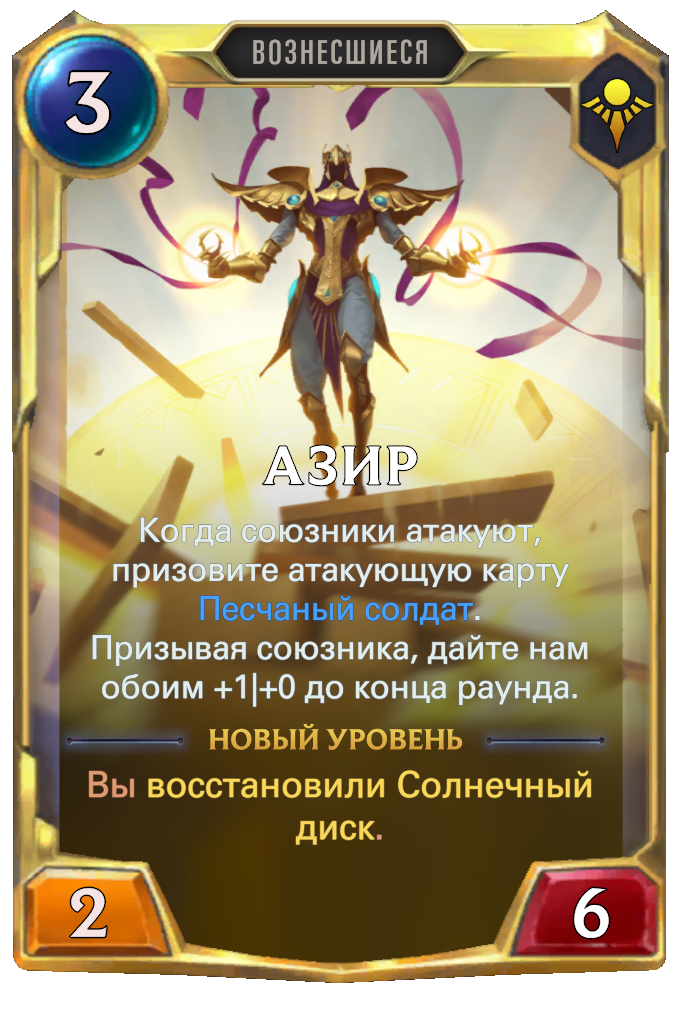 ВОЗНЕСШИЕСЯ
3
АЗИР
Когда союзники атакуют,
призовите атакующую карту
Песчаный солдат.
Призывая союзника, дайте нам
обоим +1|+0 до конца раунда.
НОВЫЙ УРОВЕНЬ
Вы восстановили Солнечный
диск.
2
6